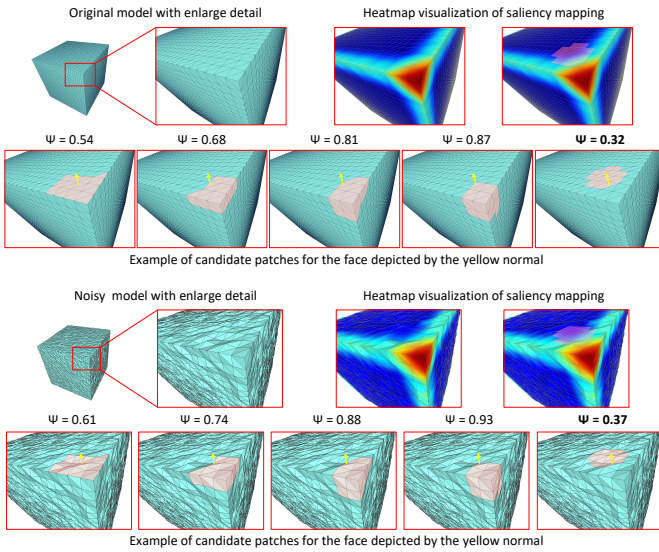 Original model with enlarge detail
Heatmap visualization of saliency mapping
Ψ = 0.54
Ψ = 0.68
Ψ = 0.81
Ψ = 0.87
Ψ = 0.32
Example of candidate patches for the face depicted by the yellow normal
Noisy model with enlarge detail
Heatmap visualization of saliency mapping
Ψ = 0.61
Ψ = 0.74
Ψ = 0.88
Ψ = 0.93
Ψ = 0.37
Example of candidate patches for the face depicted by the yellow normal